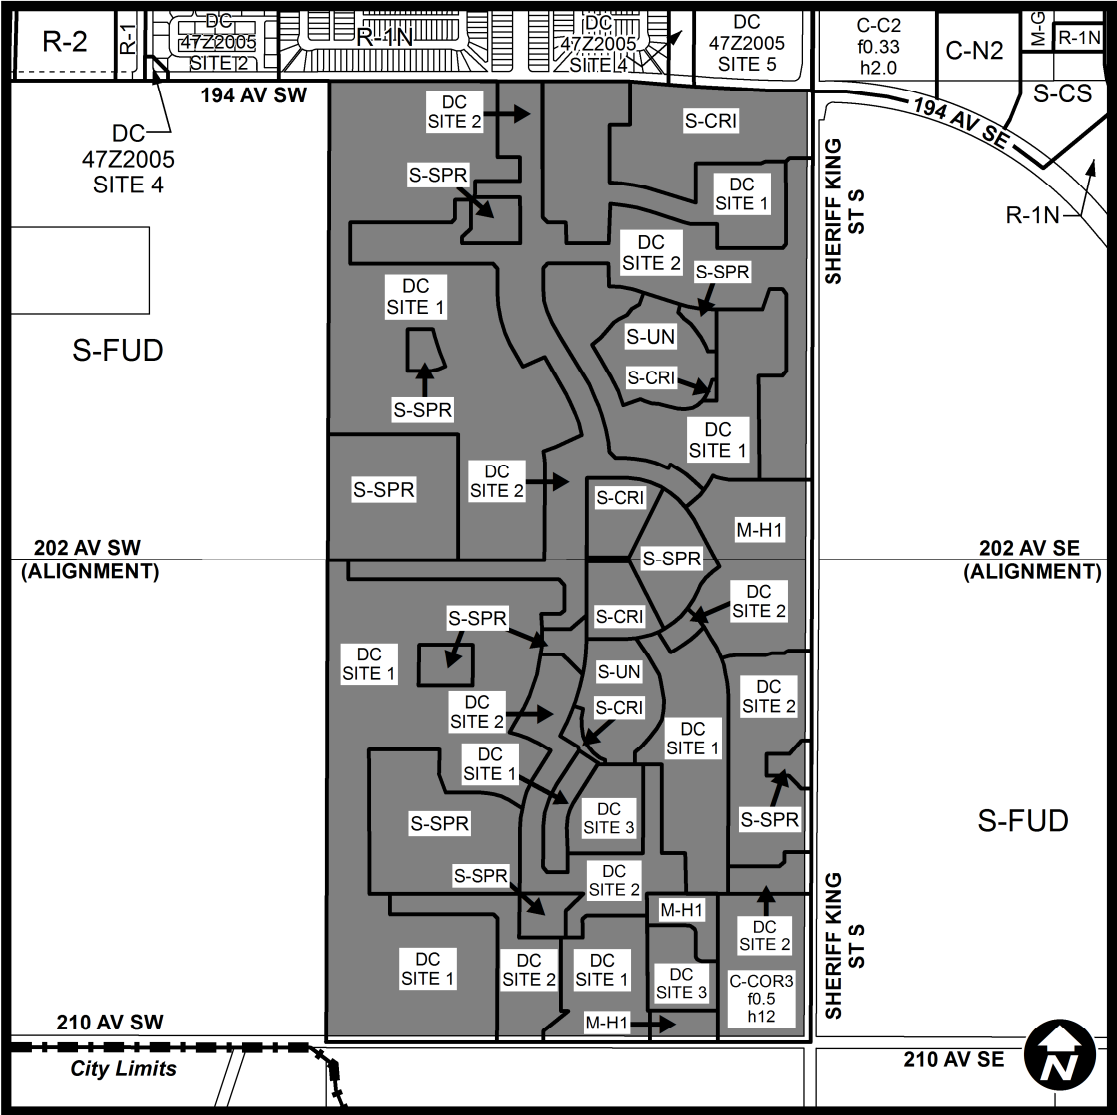 R-2
R-1
DC
47Z2005
SITE 2
R-1N
DC
47Z2005
SITE 4
DC
47Z2005
SITE 5
C-C2
f0.33
h2.0
C-N2
M-G
R-1N
S-CS
194 AV SW
194 AV SE
DC
47Z2005
SITE 4
R-1N
SHERIFF KING
ST S
DC
SITE 2
S-CRI
S-SPR
DC
SITE 1
DC
SITE 2
S-SPR
DC
SITE 1
S-UN
S-CRI
S-FUD
S-SPR
DC
SITE 1
S-SPR
DC
SITE 2
S-CRI
M-H1
202 AV SW
(ALIGNMENT)
S-SPR
202 AV SE
(ALIGNMENT)
DC
SITE 2
S-SPR
S-CRI
DC
SITE 1
S-UN
S-CRI
DC
SITE 2
DC
SITE 2
DC
SITE 1
DC
SITE 1
S-SPR
DC
SITE 3
S-SPR
S-FUD
S-SPR
DC
SITE 2
M-H1
DC
SITE 2
SHERIFF KING
ST S
DC
SITE 1
DC
SITE 2
DC
SITE 1
DC
SITE 3
C-COR3
f0.5
h12
M-H1
210 AV SW
City Limits
210 AV SE
N